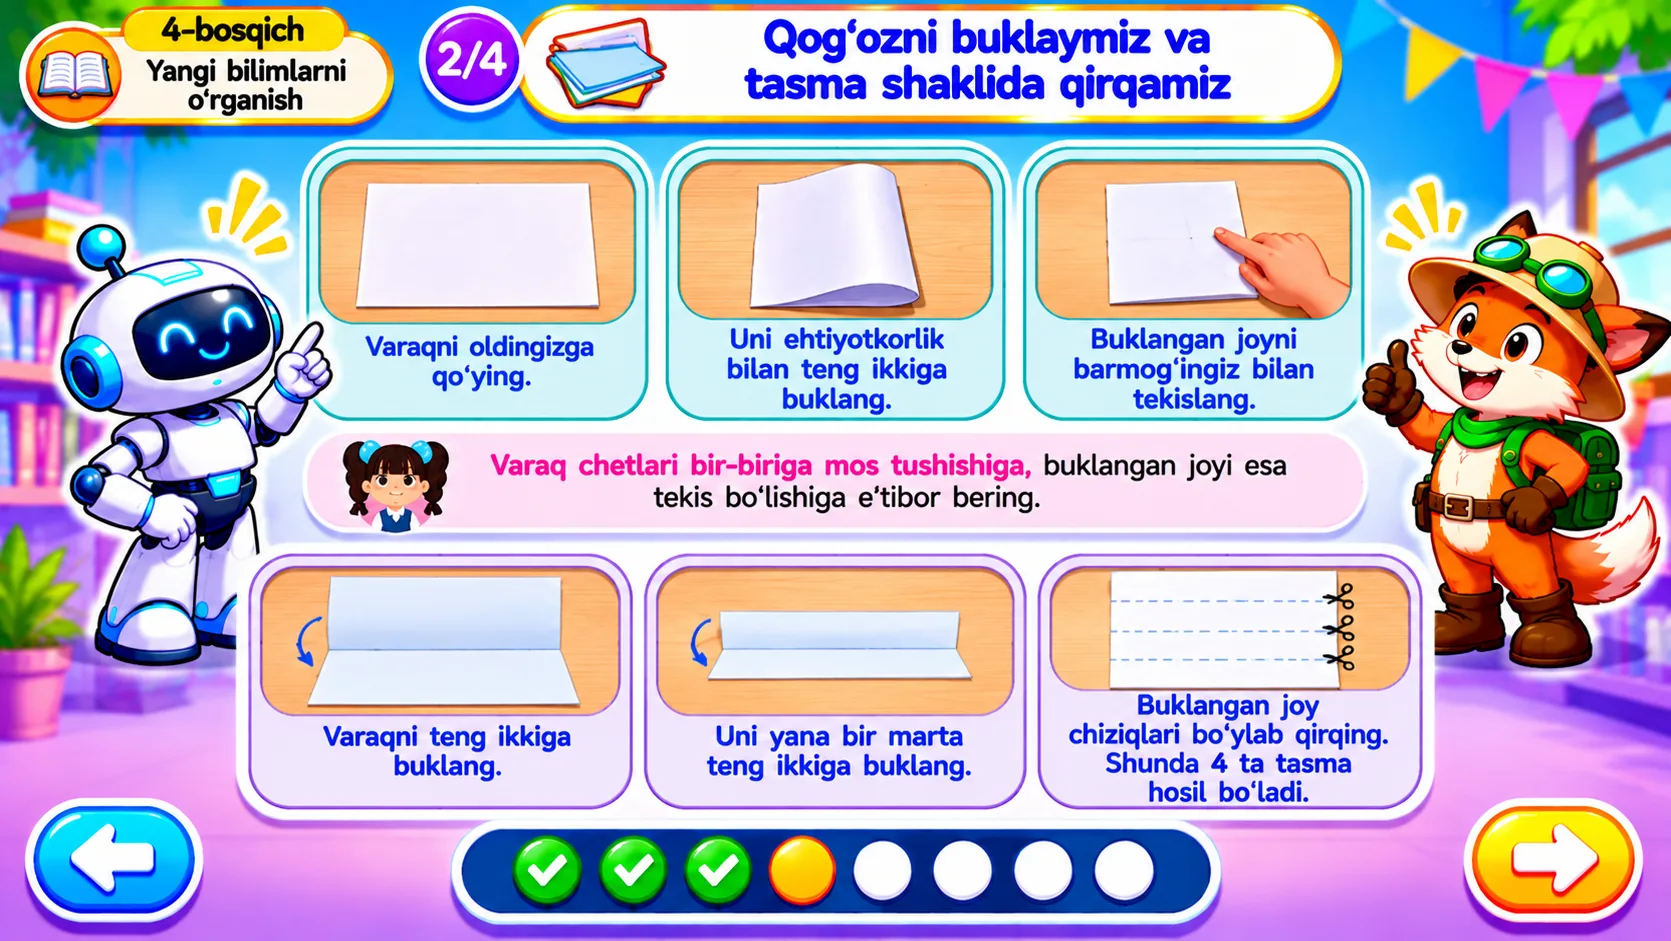 4-bosqich
Yangi bilimlarni
o‘rganish
2/4
Qog‘ozni buklaymiz va
tasma shaklida qirqamiz
Varaqni oldingizga
qo‘ying.
Uni ehtiyotkorlik
bilan teng ikkiga
buklang.
Buklangan joyni
barmog‘ingiz bilan
tekislang.
Varaq chetlari bir-biriga mos tushishiga, buklangan joyi esa
tekis bo‘lishiga e’tibor bering.
Varaqni teng ikkiga
buklang.
Uni yana bir marta
teng ikkiga buklang.
Buklangan joy
chiziqlari bo‘ylab qirqing.
Shunda 4 ta tasma
hosil bo‘ladi.